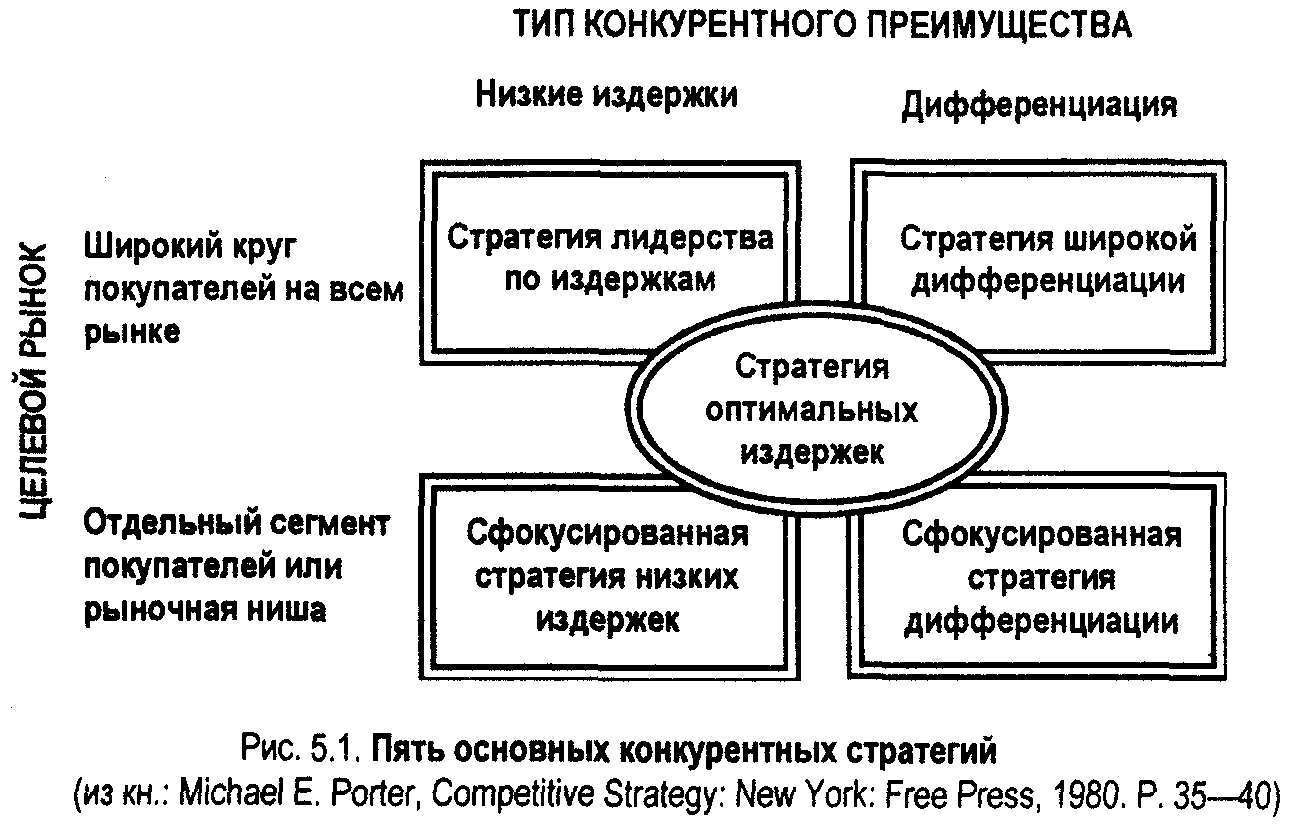 ТИП КОНКУРЕНТНОГО ПРЕИМУЩЕСТВА
Низкие издержки
Дифференциация
ЦЕЛЕВОЙ РЫНОК
Широкий круг
покупателей на всем
рынке
Стратегия лидерства
по издержкам
Стратегия широкой
дифференциации
Стратегия
оптимальных
издержек
Отдельный сегмент
покупателей или
рыночная ниша
Сфокусированная
стратегия низких
издержек
Сфокусированная
стратегия
дифференциации
Рис. 5.1. Пять основных конкурентных стратегий
(из кн.: Michael E. Porter, Competitive Strategy: New York: Free Press, 1980. P. 35—40)